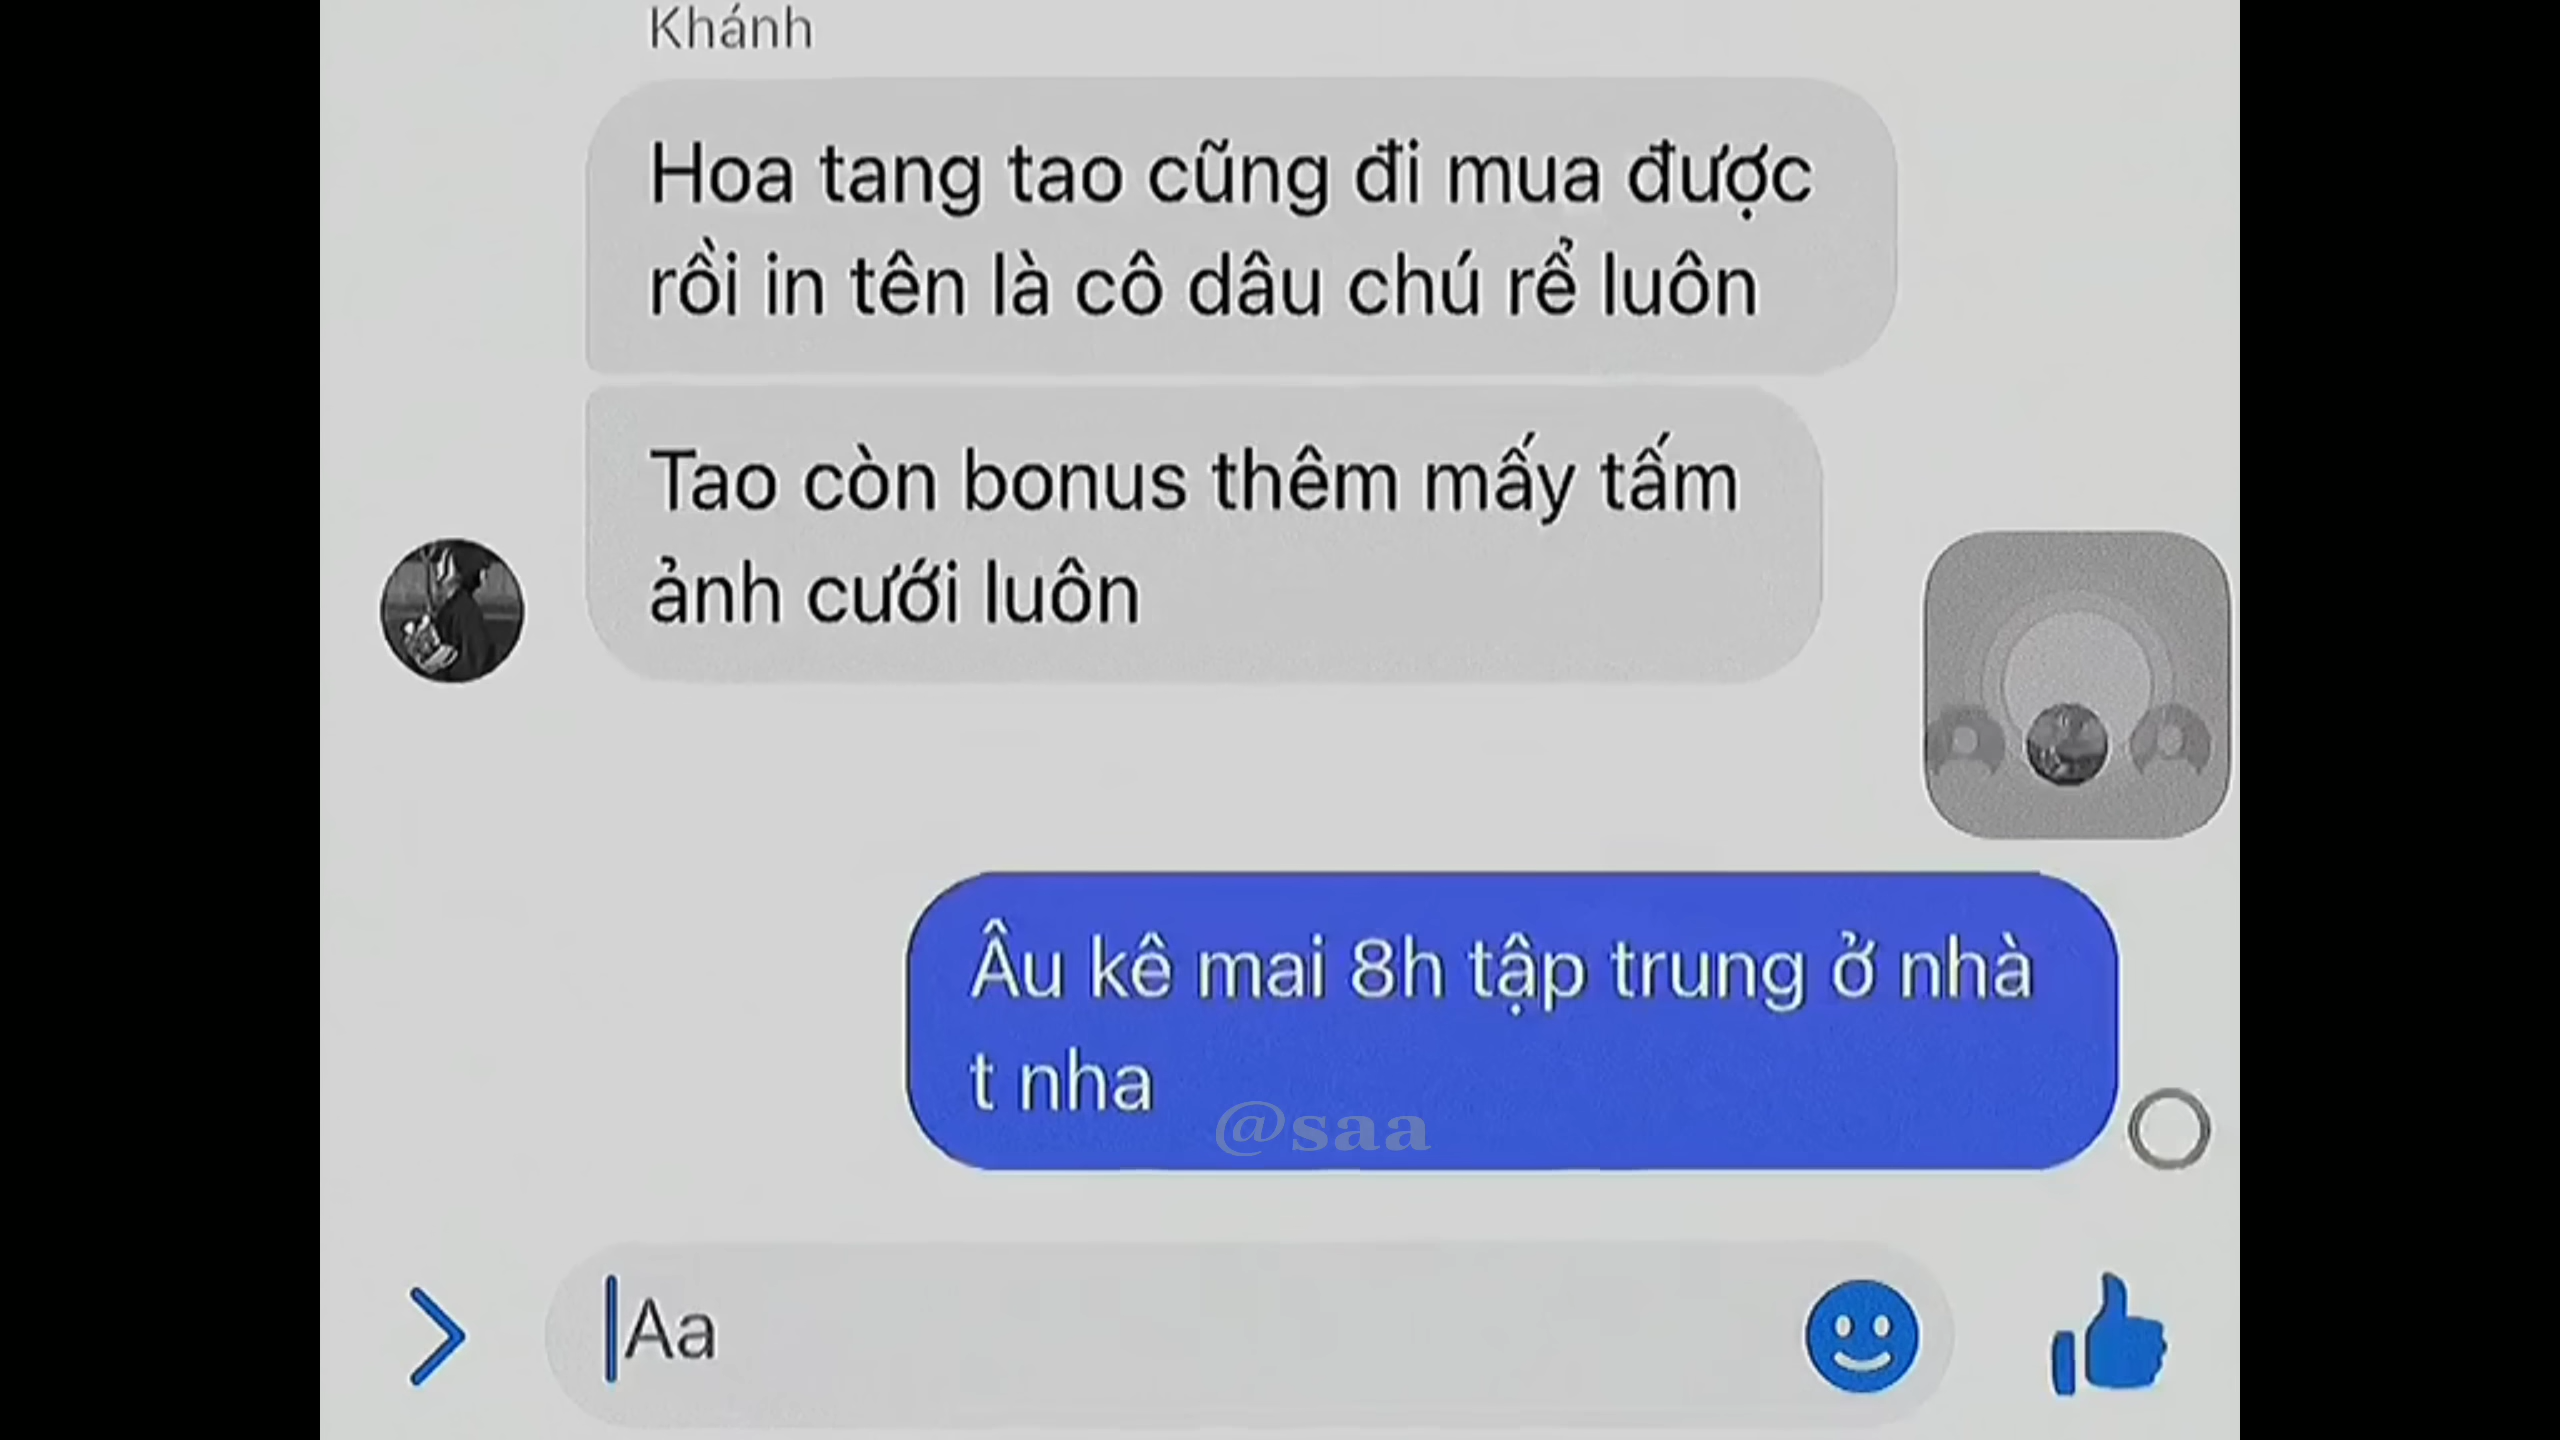 Khánh
Hoa tang tao cũng đi mua được
rồi in tên là cô dâu chú rể luôn
Tao còn bonus thêm mấy tấm
ảnh cưới luôn
Âu kê mai 8h tập trung ở nhà
t nha
@saa
Aa